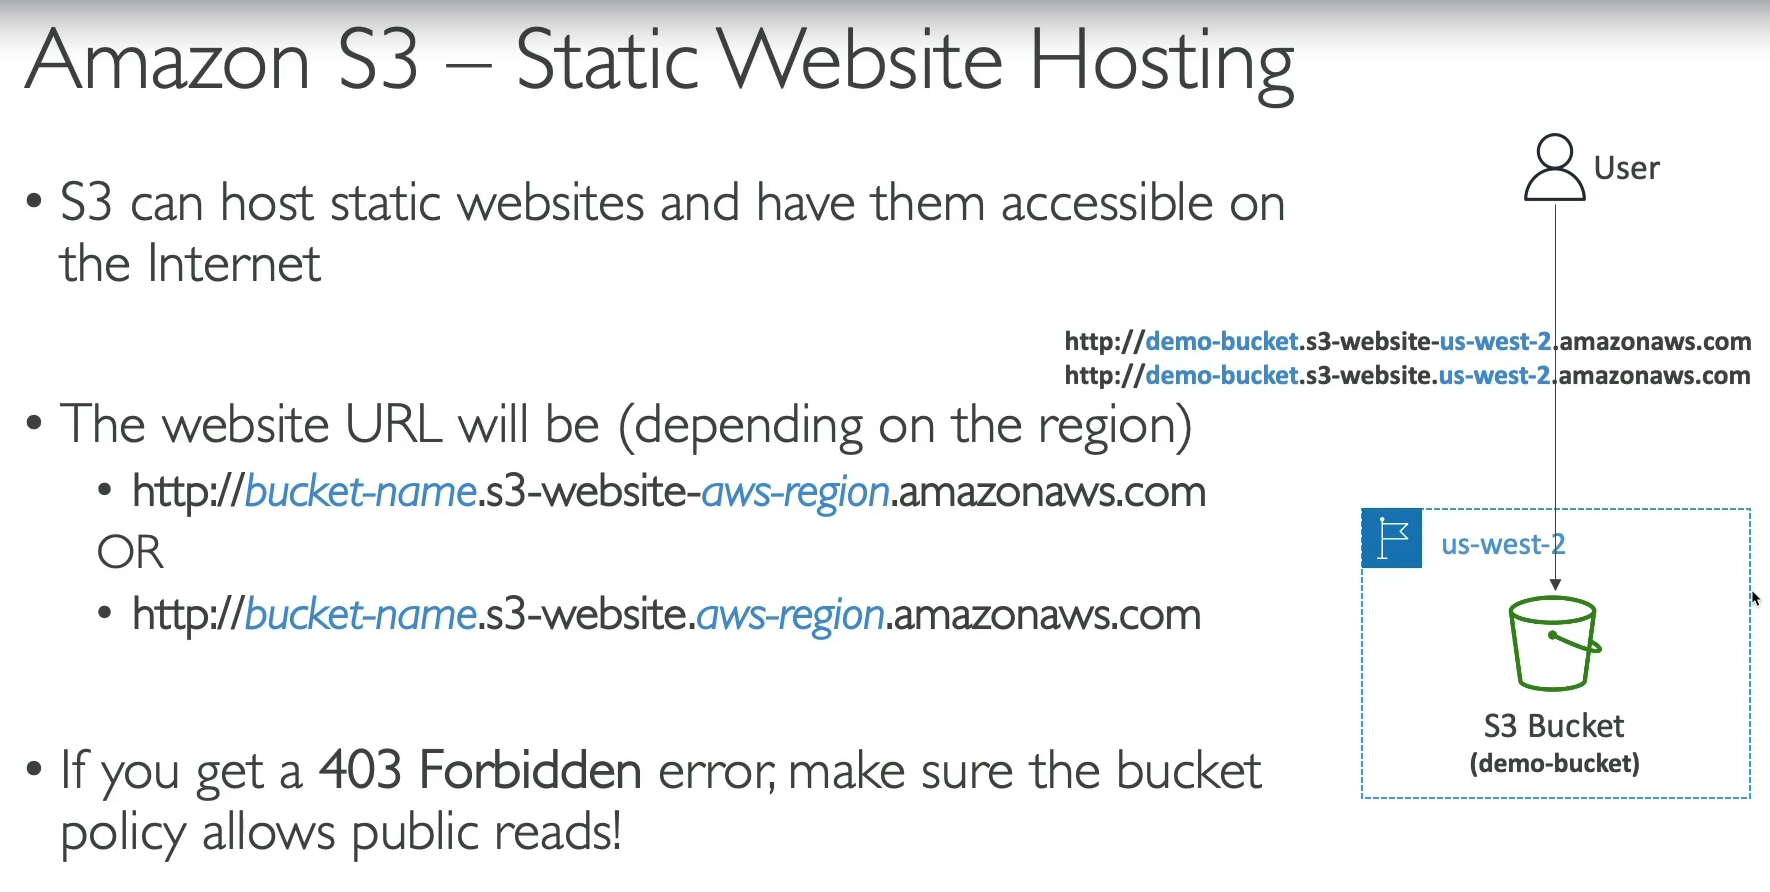 Amazon S3 – Static Website Hosting
• S3 can host static websites and have them accessible on
the Internet
• The website URL will be (depending on the region)
• http://bucket-name.s3-website-aws-region.amazonaws.com
OR
• http://bucket-name.s3-website.aws-region.amazonaws.com
• If you get a 403 Forbidden error, make sure the bucket
policy allows public reads!
User
http://demo-bucket.s3-website-us-west-2.amazonaws.com
http://demo-bucket.s3-website.us-west-2.amazonaws.com
us-west-2
S3 Bucket
(demo-bucket)